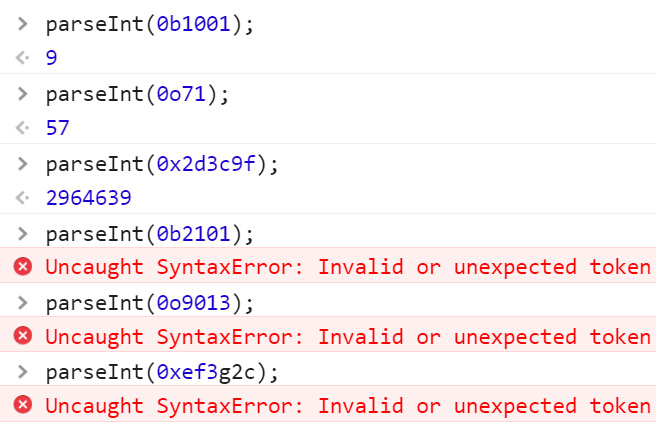 parseInt(0b1001);
9
parseInt(0o71);
57
parseInt(0x2d3c9f);
2964639
parseInt(0b2101);
Uncaught SyntaxError: Invalid or unexpected token
parseInt(0o9013);
Uncaught SyntaxError: Invalid or unexpected token
parseInt(0xef3g2c);
Uncaught SyntaxError: Invalid or unexpected token